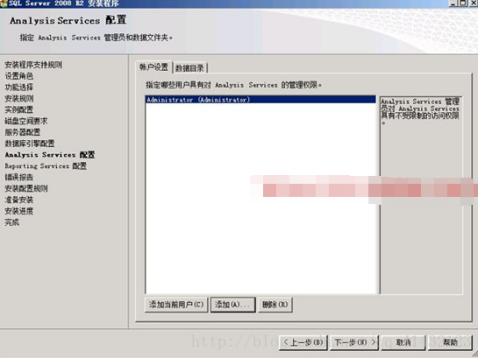 SQL Server 2008 R2 安装程序
Analysis Services 配置
指定 Analysis Services 管理员和数据文件夹。
安装程序支持规则
设置角色
功能选择
安装规则
实例配置
磁盘空间要求
服务器配置
数据库引擎配置
Analysis Services 配置
Reporting Services 配置
错误报告
安装配置规则
准备安装
安装进度
完成
帐户设置
数据目录
指定哪些用户具有对 Analysis Services 的管理权限。
Administrator (Administrator)
Analysis Services 管理
员对 Analysis Services
具有不受限制的访问权限
。
添加当前用户(C)
添加(A)...
删除(R)
http://blog.
<上一步(B)
下一步(N) >
取消
帮助